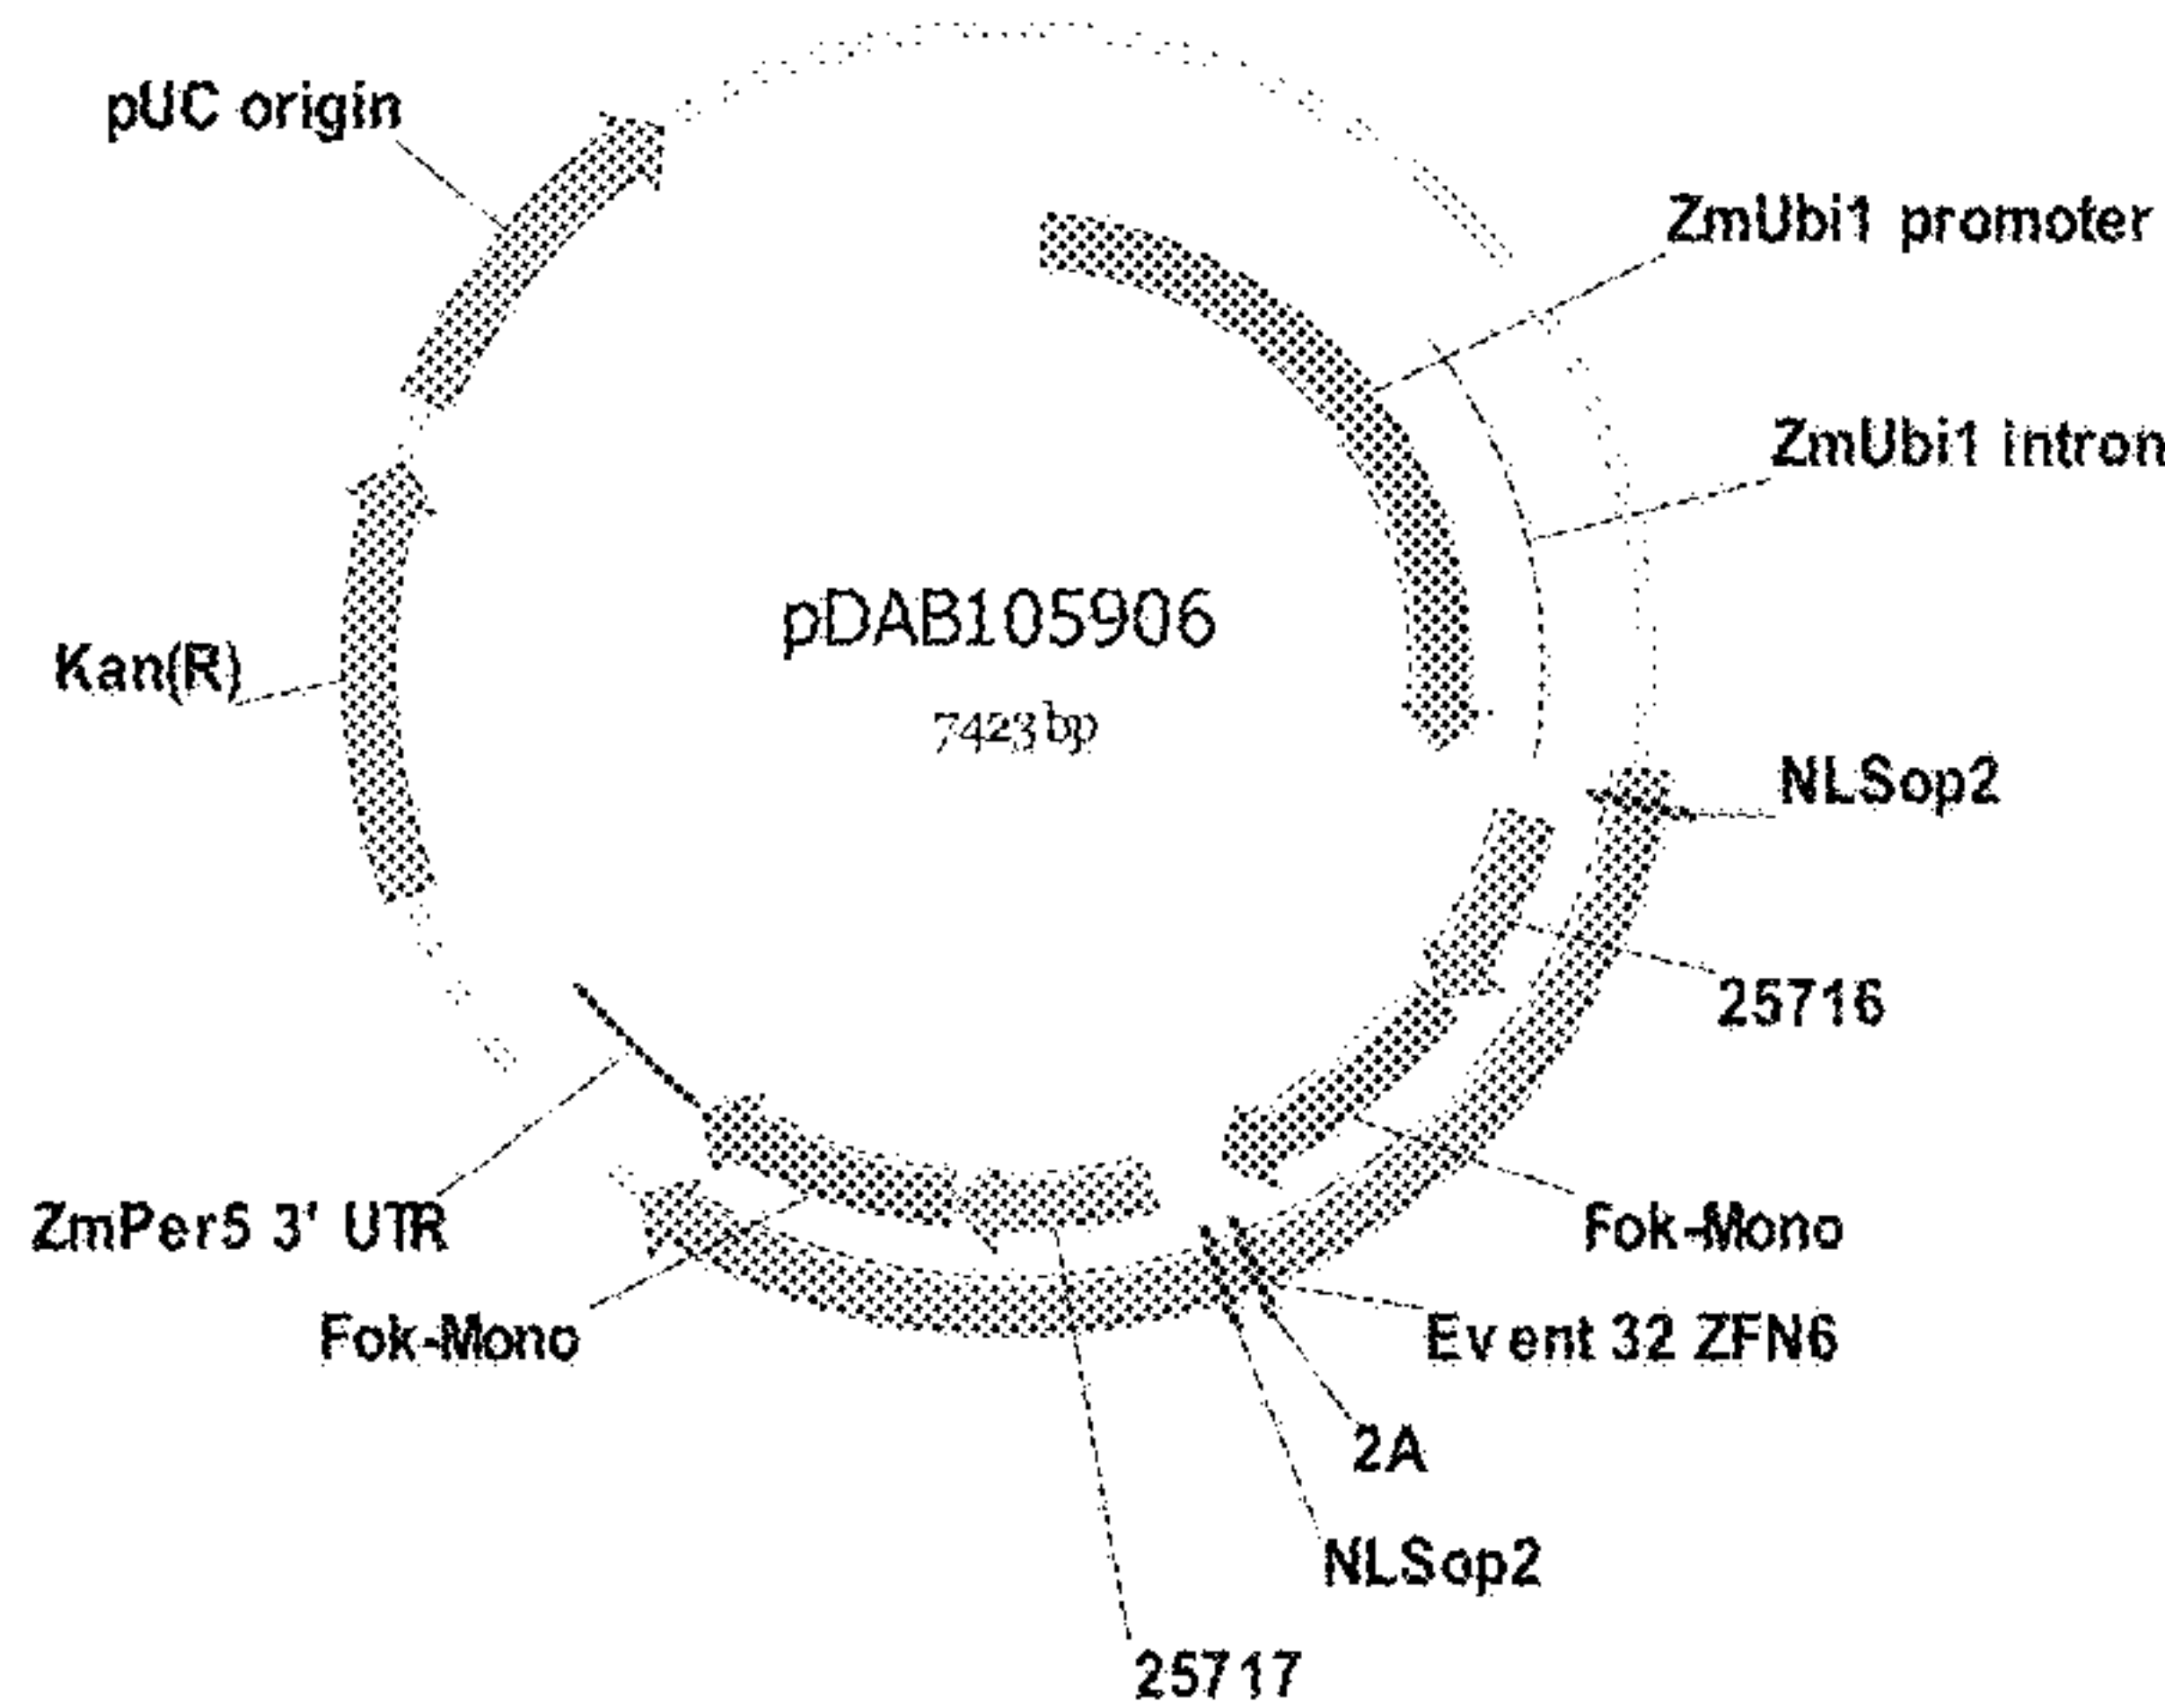 pUC origin
ZmUbi1 promoter
ZmUbi1 intron
pDAB105906
7423 bp
Kan(R)
NLSop2
25716
ZmPer5 3' UTR
Fok-Mono
Fok-Mono
Event 32 ZFN6
2A
NLSop2
25717